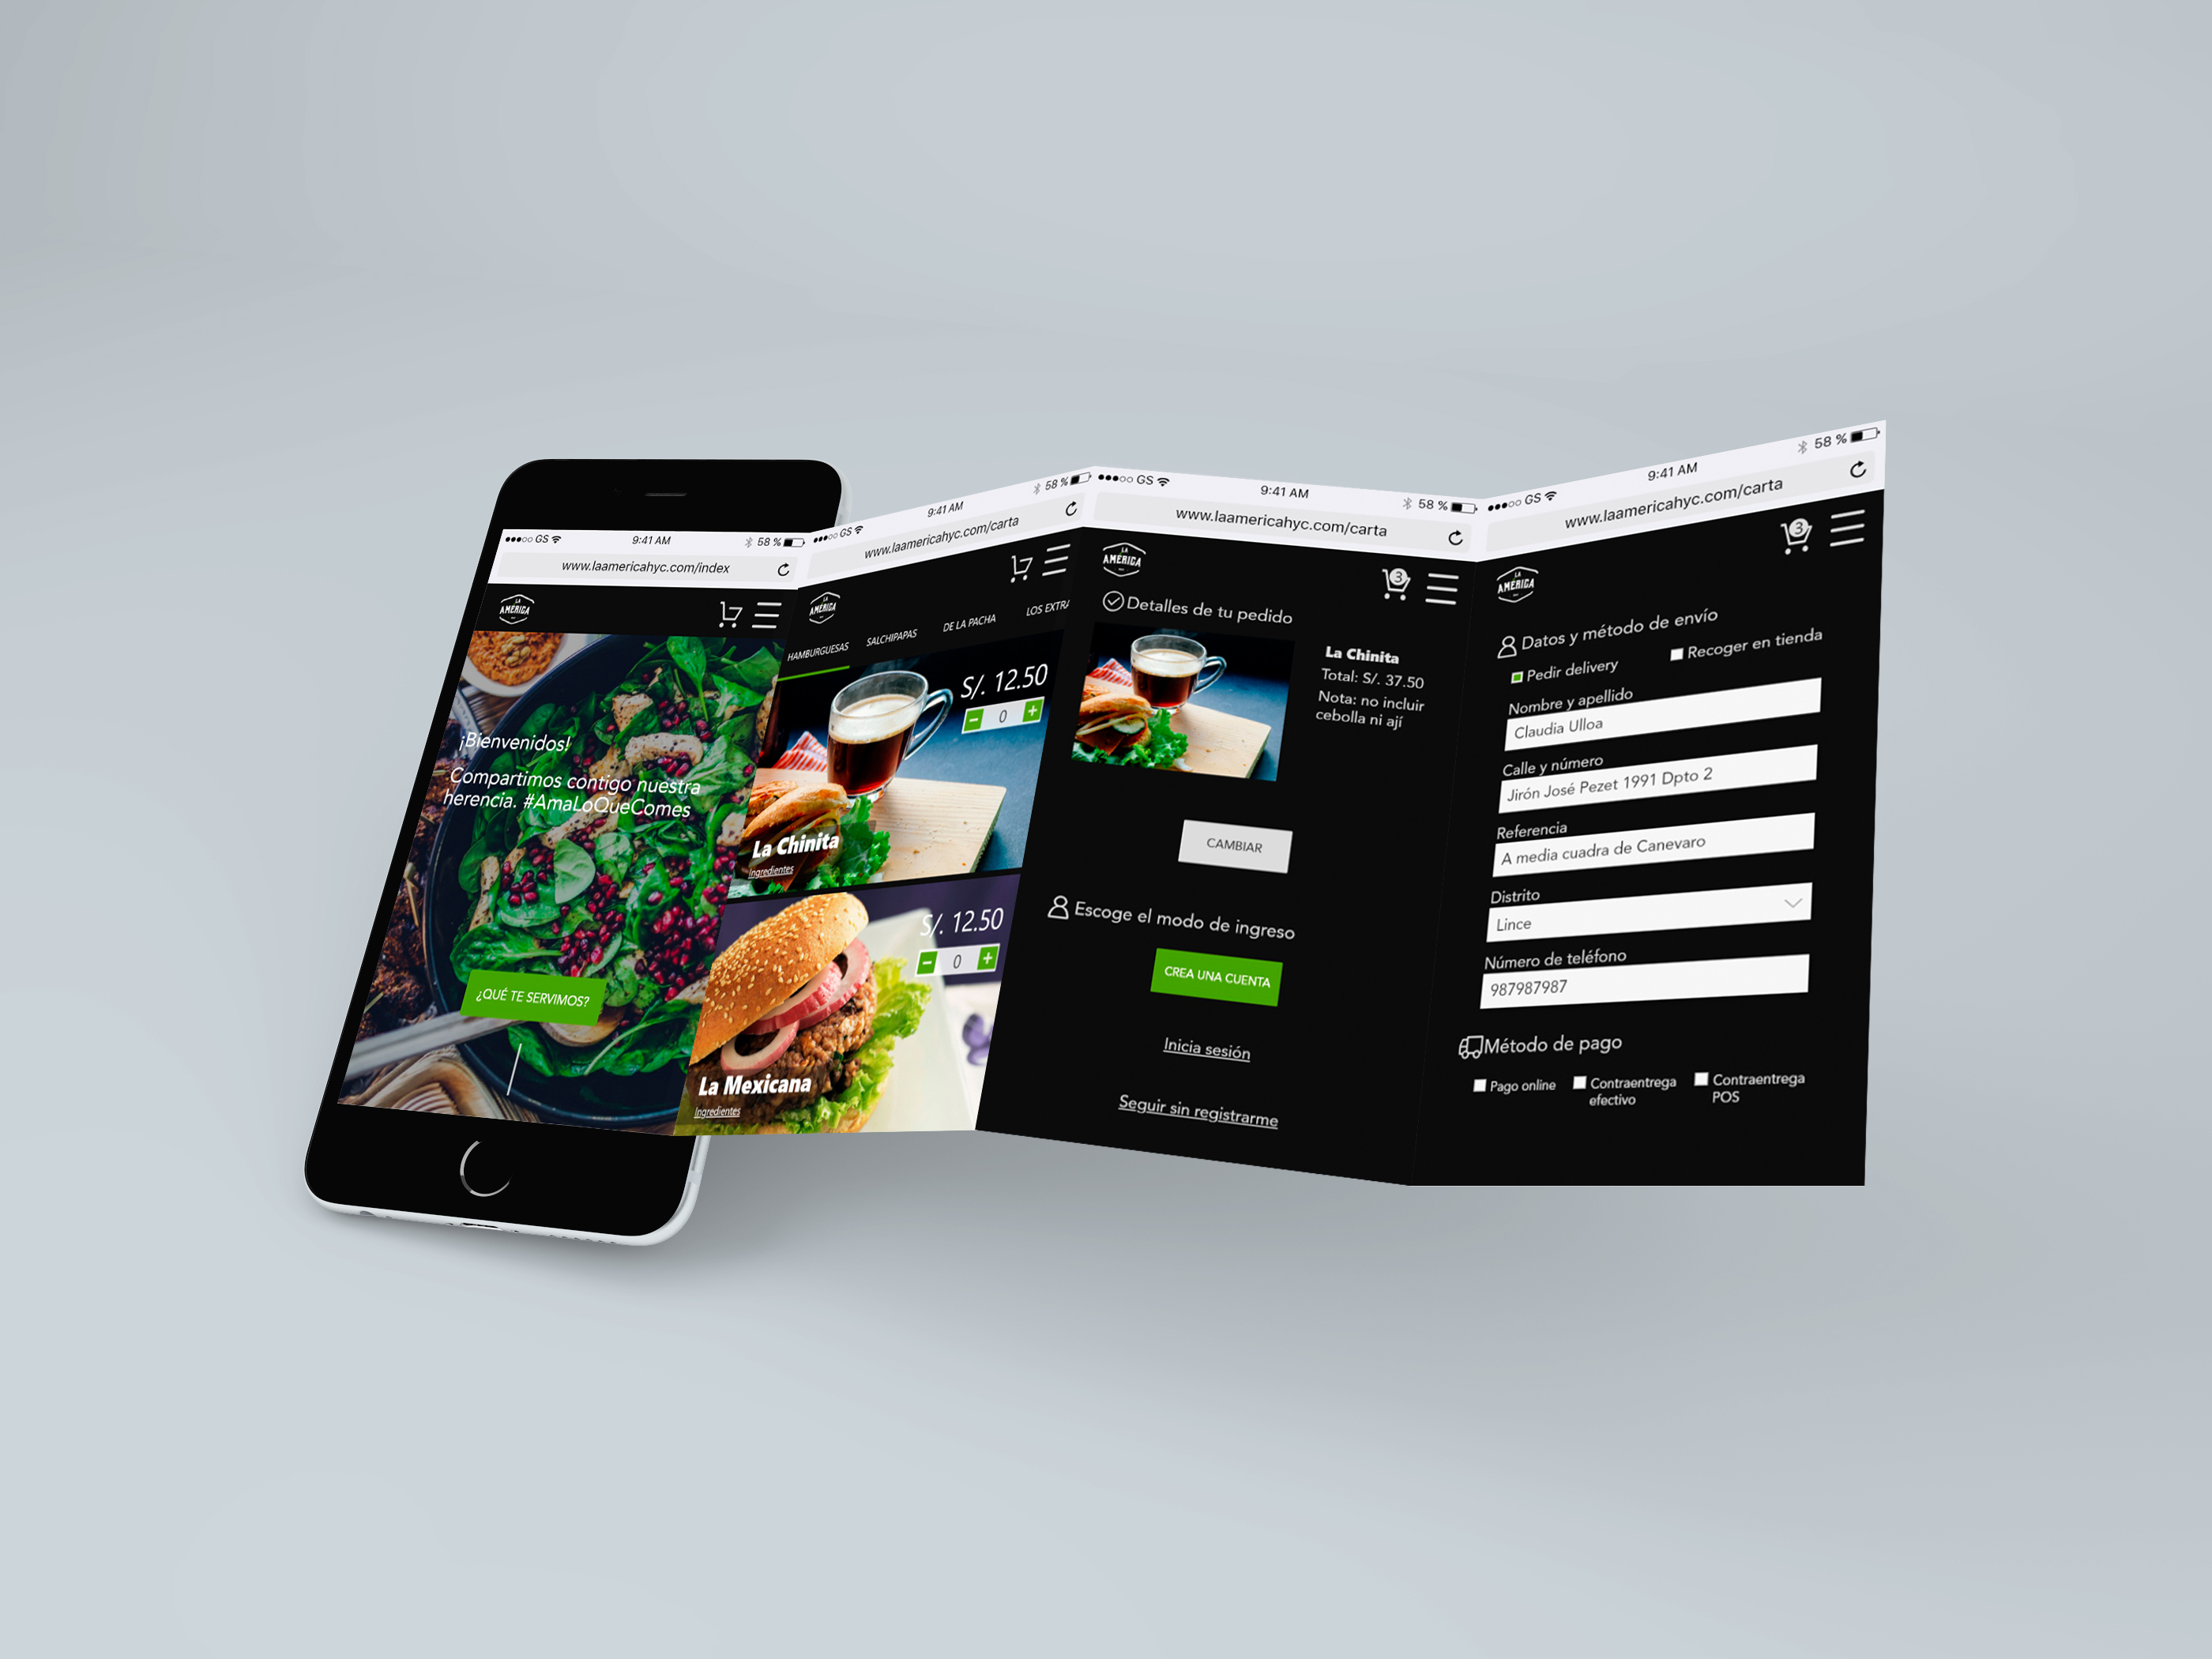 GS
9:41 AM
58 %
www.laamericahyc.com/index
LA
AMÉRICA
¡Bienvenidos!
Compartimos contigo nuestra
herencia. #AmaLoQueComes
¿QUÉ TE SERVIMOS?
GS
9:41 AM
58 %
www.laamericahyc.com/carta
LA
AMÉRICA
HAMBURGUESAS
SALCHIPAPAS
DE LA PACHA
LOS EXTRA
S/. 12.50
0
La Chinita
Ingredientes
S/. 12.50
0
La Mexicana
Ingredientes
GS
9:41 AM
58 %
www.laamericahyc.com/carta
LA
AMÉRICA
3
Detalles de tu pedido
La Chinita
Total: S/. 37.50
Nota: no incluir
cebolla ni ají
CAMBIAR
Escoge el modo de ingreso
CREA UNA CUENTA
Inicia sesión
Seguir sin registrarme
GS
9:41 AM
58 %
www.laamericahyc.com/carta
LA
AMÉRICA
3
Datos y método de envío
Pedir delivery
Recoger en tienda
Nombre y apellido
Claudia Ulloa
Calle y número
Jirón José Pezet 1991 Dpto 2
Referencia
A media cuadra de Canevaro
Distrito
Lince
Número de teléfono
987987987
Método de pago
Pago online
Contraentrega
efectivo
Contraentrega
POS